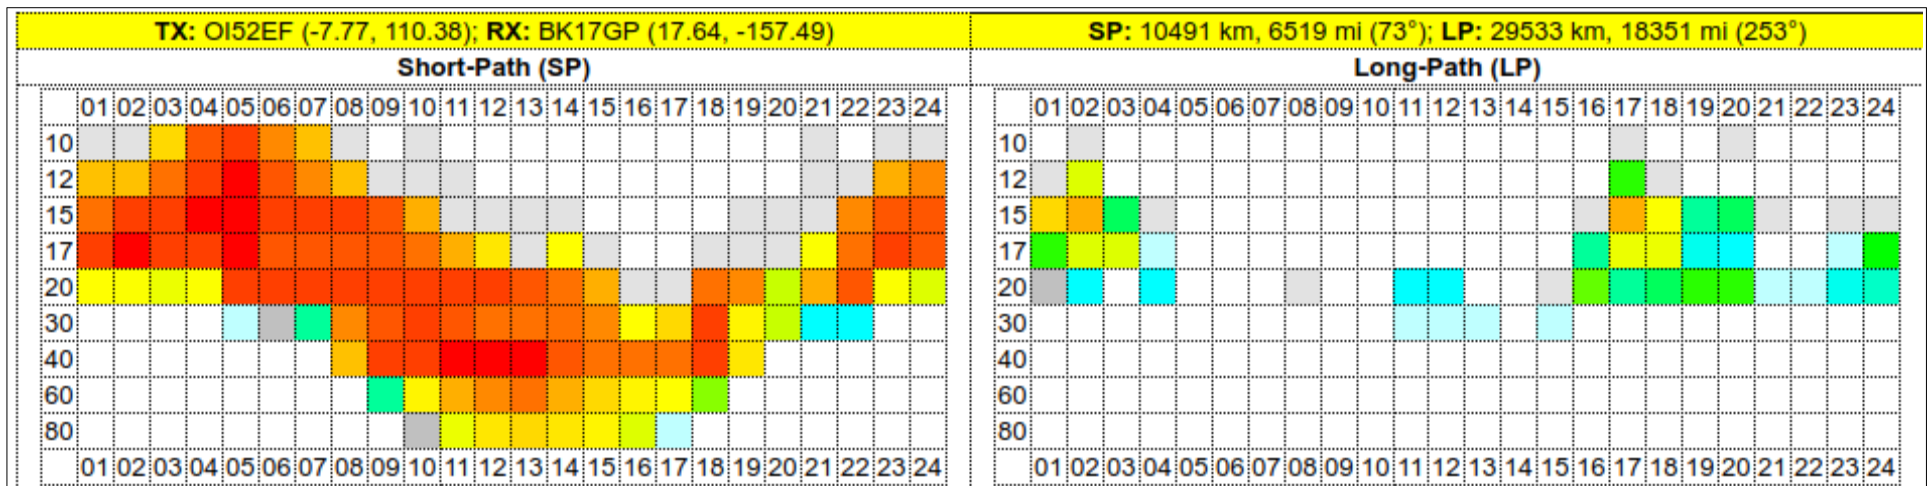 TX: OI52EF (-7.77, 110.38); RX: BK17GP (17.64, -157.49)
SP: 10491 km, 6519 mi (73°); LP: 29533 km, 18351 mi (253°)
Short-Path (SP)
Long-Path (LP)
01 02 03 04 05 06 07 08 09 10 11 12 13 14 15 16 17 18 19 20 21 22 23 24
10
12
15
17
20
30
40
60
80
01 02 03 04 05 06 07 08 09 10 11 12 13 14 15 16 17 18 19 20 21 22 23 24
01 02 03 04 05 06 07 08 09 10 11 12 13 14 15 16 17 18 19 20 21 22 23 24
10
12
15
17
20
30
40
60
80
01 02 03 04 05 06 07 08 09 10 11 12 13 14 15 16 17 18 19 20 21 22 23 24